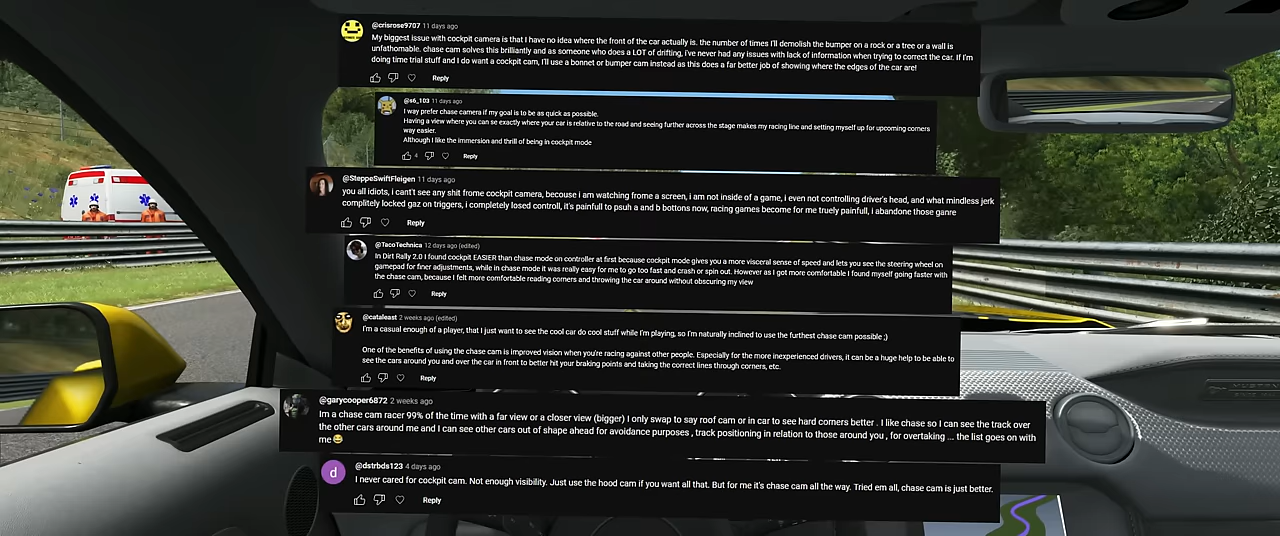 @crisrose9707 11 days ago
My biggest issue with cockpit camera is that I have no idea where the front of the car actually is. the number of times I'll demolish the bumper on a rock or a tree or a wall is
unfathomable. chase cam solves this brilliantly and as someone who does a LOT of drifting, i've never had any issues with lack of information when trying to correct the car. If I'm
doing time trial stuff and I do want a cockpit cam, I'll use a bonnet or bumper cam instead as this does a far better job of showing where the edges of the car are!
Reply
@s6_103 11 days ago
I way prefer chase camera if my goal is to be as quick as possible.
Having a view where you can se exactly where your car is relative to the road and seeing further across the stage makes my racing line and setting myself up for upcoming corners
way easier.
Although I like the immersion and thrill of being in cockpit mode
4 Reply
@SteppeSwiftFleigen 11 days ago
you all idiots, i cant't see any shit frome cockpit camera, becouse i am watching frome a screen, i am not inside of a game, i even not controlling driver's head, and what mindless jerk
complitely locked gaz on triggers, i completely losed controll, it's painfull to psuh a and b bottons now, racing games become for me truely painfull, i abandone those ganre
Reply
@TacoTechnica 12 days ago (edited)
In Dirt Rally 2.0 I found cockpit EASIER than chase mode on controller at first because cockpit mode gives you a more visceral sense of speed and lets you see the steering wheel on
gamepad for finer adjustments, while in chase mode it was really easy for me to go too fast and crash or spin out. However as I got more comfortable I found myself going faster with
the chase cam, because I felt more comfortable reading corners and throwing the car around without obscuring my view
Reply
@cataleast 2 weeks ago (edited)
I'm a casual enough of a player, that I just want to see the cool car do cool stuff while I'm playing, so I'm naturally inclined to use the furthest chase cam possible ;)
One of the benefits of using the chase cam is improved vision when you're racing against other people. Especially for the more inexperienced drivers, it can be a huge help to be able to
see the cars around you and over the car in front to better hit your braking points and taking the correct lines through corners, etc.
Reply
@garycooper6872 2 weeks ago
Im a chase cam racer 99% of the time with a far view or a closer view (bigger) I only swap to say roof cam or in car to see hard corners better . I like chase so I can see the track over
the other cars around me and I can see other cars out of shape ahead for avoidance purposes , track positioning in relation to those around you , for overtaking ... the list goes on with
me 😂
d
@dstrbds123 4 days ago
I never cared for cockpit cam. Not enough visibility. Just use the hood cam if you want all that. But for me it's chase cam all the way. Tried em all, chase cam is just better.
Reply